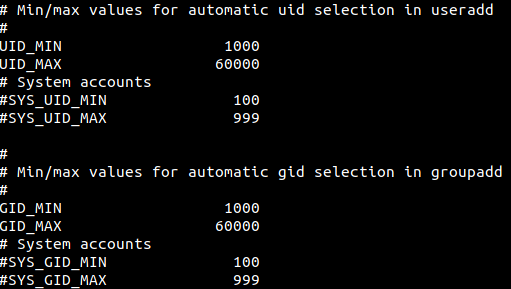 # Min/max values for automatic uid selection in useradd
#
UID_MIN 1000
UID_MAX 60000
# System accounts
#SYS_UID_MIN 100
#SYS_UID_MAX 999
#
# Min/max values for automatic gid selection in groupadd
#
GID_MIN 1000
GID_MAX 60000
# System accounts
#SYS_GID_MIN 100
#SYS_GID_MAX 999